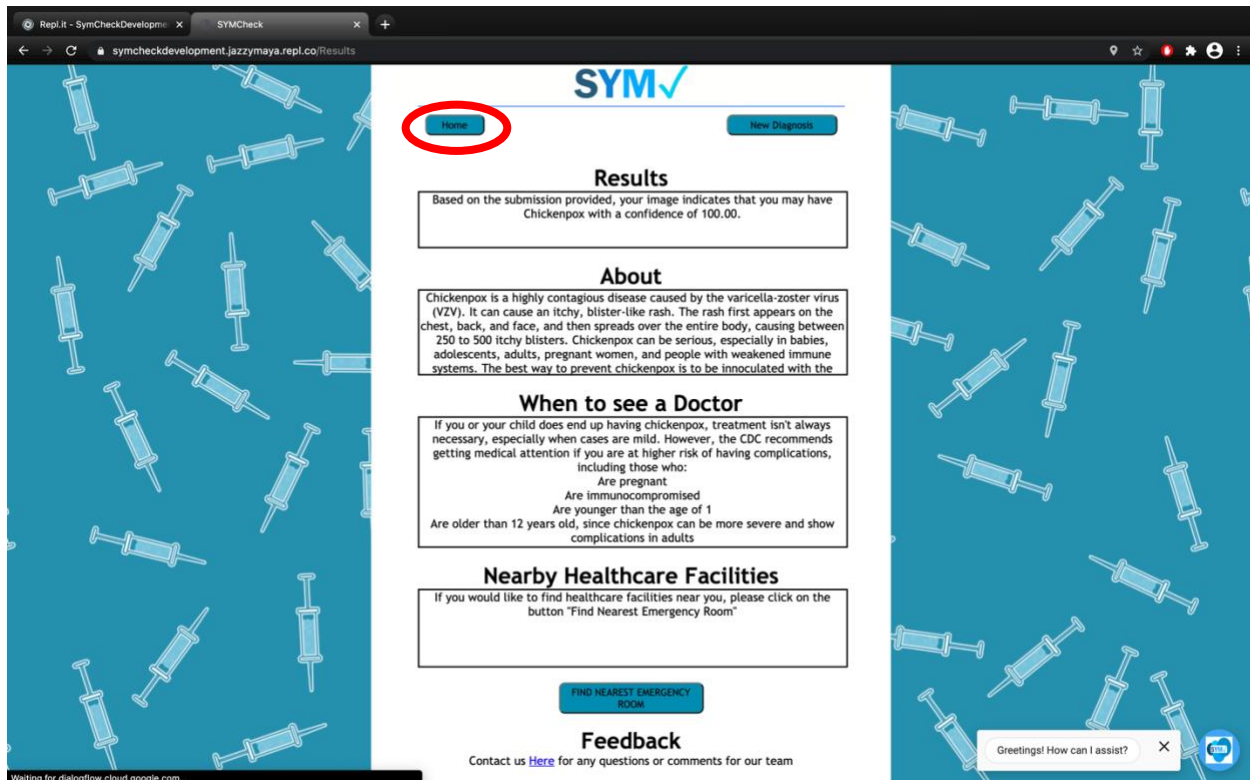 Repl.it - SymCheckDevelopme
SYMCheck
symcheckdevelopment.jazzymaya.repl.co/Results
SYM✓
Home
New Diagnosis
Results
Based on the submission provided, your image indicates that you may have
Chickenpox with a confidence of 100.00.
About
Chickenpox is a highly contagious disease caused by the varicella-zoster virus
(VZV). It can cause an itchy, blister-like rash. The rash first appears on the
chest, back, and face, and then spreads over the entire body, causing between
250 to 500 itchy blisters. Chickenpox can be serious, especially in babies,
adolescents, adults, pregnant women, and people with weakened immune
systems. The best way to prevent chickenpox is to be innoculated with the
When to see a Doctor
If you or your child does end up having chickenpox, treatment isn't always
necessary, especially when cases are mild. However, the CDC recommends
getting medical attention if you are at higher risk of having complications,
including those who:
Are pregnant
Are immunocompromised
Are younger than the age of 1
Are older than 12 years old, since chickenpox can be more severe and show
complications in adults
Nearby Healthcare Facilities
If you would like to find healthcare facilities near you, please click on the
button "Find Nearest Emergency Room"
FIND NEAREST EMERGENCY
ROOM
Feedback
Contact us Here for any questions or comments for our team
Greetings! How can I assist?
SYM✓
Waiting for dialogflow.cloud.google.com